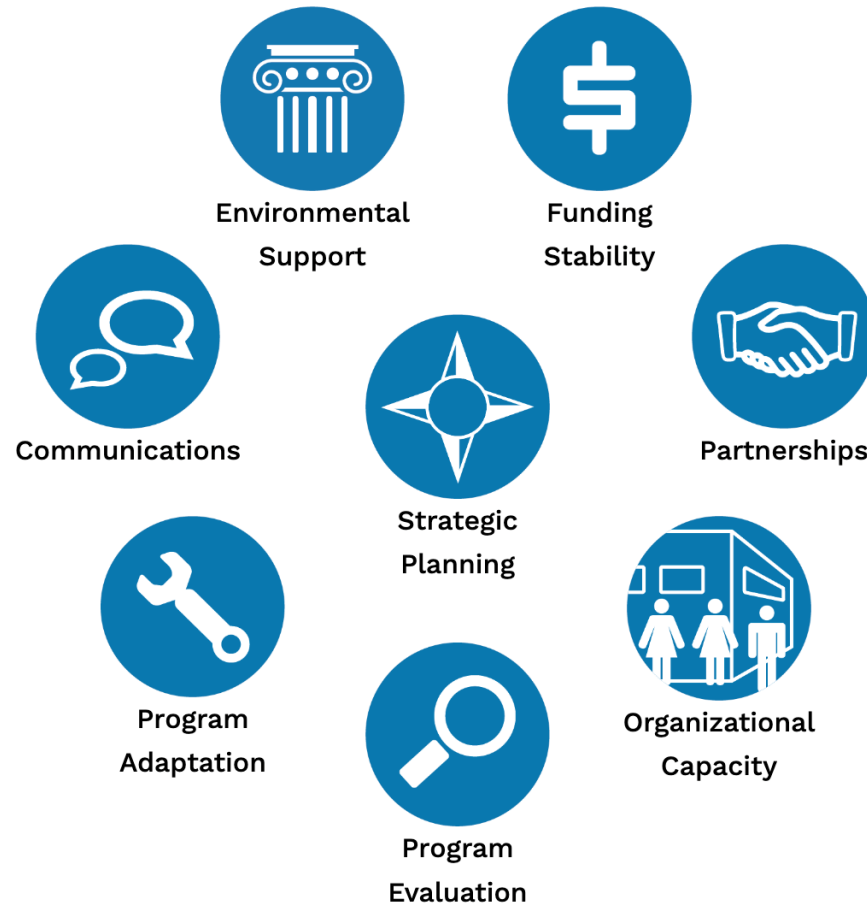 Environmental
Support
Funding
Stability
Communications
Partnerships
Strategic
Planning
Program
Adaptation
Organizational
Capacity
Program
Evaluation